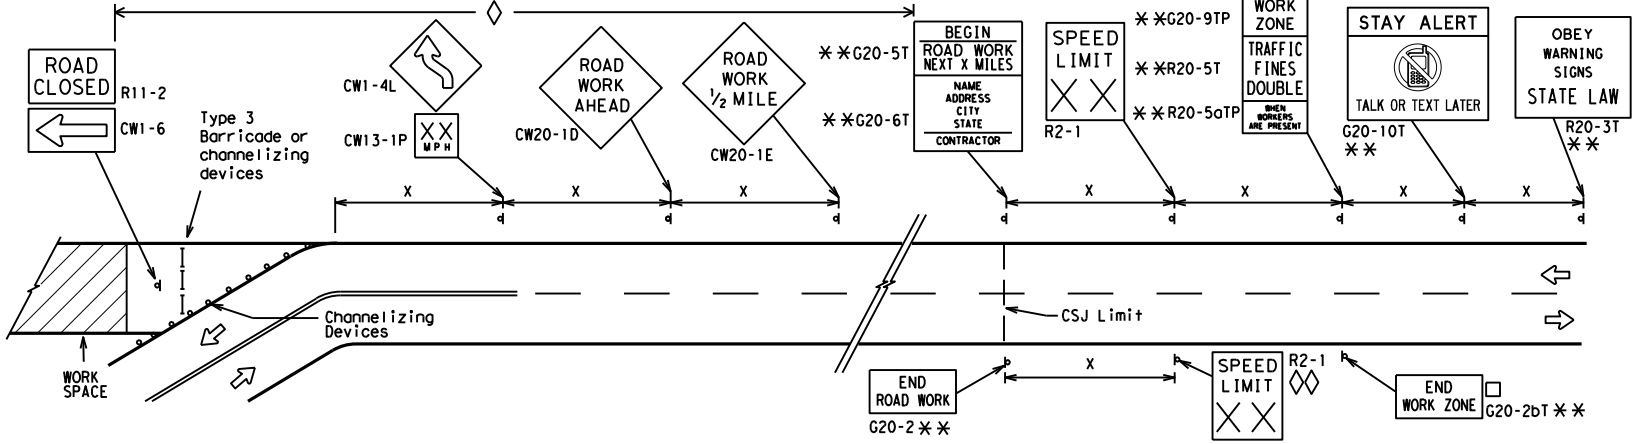 ROAD
CLOSED
R11-2
CW1-6
Type 3
Barricade or
channelizing
devices
CW1-4L
XX
MPH
CW13-1P
ROAD
WORK
AHEAD
CW20-1D
ROAD
WORK
1/2 MILE
CW20-1E
**G20-5T
**G20-6T
BEGIN
ROAD WORK
NEXT X MILES
NAME
ADDRESS
CITY
STATE
CONTRACTOR
SPEED
LIMIT
XX
R2-1
**G20-9TP
**R20-5T
**R20-5aTP
WORK
ZONE
TRAFFIC
FINES
DOUBLE
WHEN
WORKERS
ARE PRESENT
STAY ALERT
TALK OR TEXT LATER
G20-10T
**
OBEY
WARNING
SIGNS
STATE LAW
R20-3T
**
X
X
X
X
X
X
X
Channelizing
Devices
CSJ Limit
WORK
SPACE
END
ROAD WORK
G20-2 **
X
SPEED
LIMIT
XX
R2-1
END
WORK ZONE
G20-2bT **